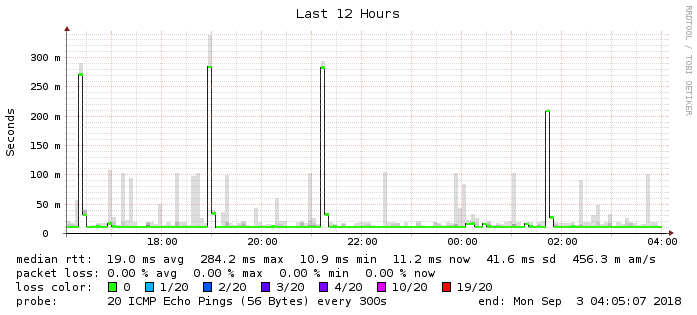 Last 12 Hours
RRDTOOL / TOBI OETIKER
Seconds
300 m
250 m
200 m
150 m
100 m
50 m
0
18:00 20:00 22:00 00:00 02:00 04:00
median rtt: 19.0 ms avg 284.2 ms max 10.9 ms min 11.2 ms now 41.6 ms sd 456.3 m am/s
packet loss: 0.00 % avg 0.00 % max 0.00 % min 0.00 % now
loss color: 0 1/20 2/20 3/20 4/20 10/20 19/20
probe: 20 ICMP Echo Pings (56 Bytes) every 300s end: Mon Sep 3 04:05:07 2018